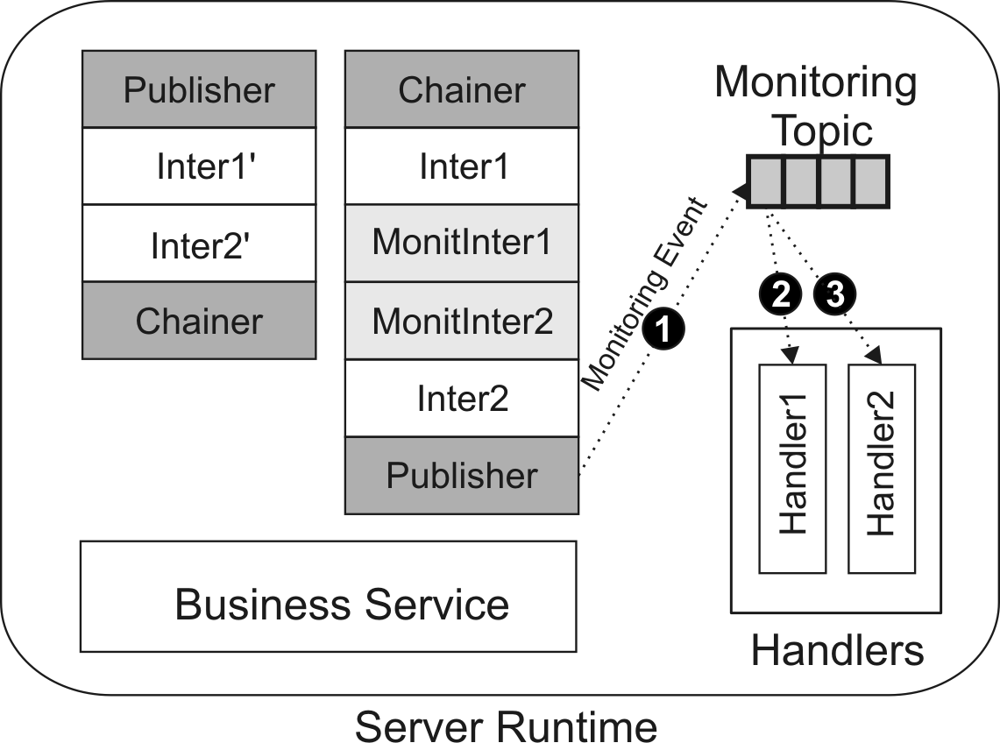 Publisher
Inter1'
Inter2'
Chainer
Chainer
Inter1
MonitInter1
MonitInter2
Inter2
Publisher
Business Service
Monitoring Event
1
Monitoring
Topic
2
3
Handler1
Handler2
Handlers
Server Runtime